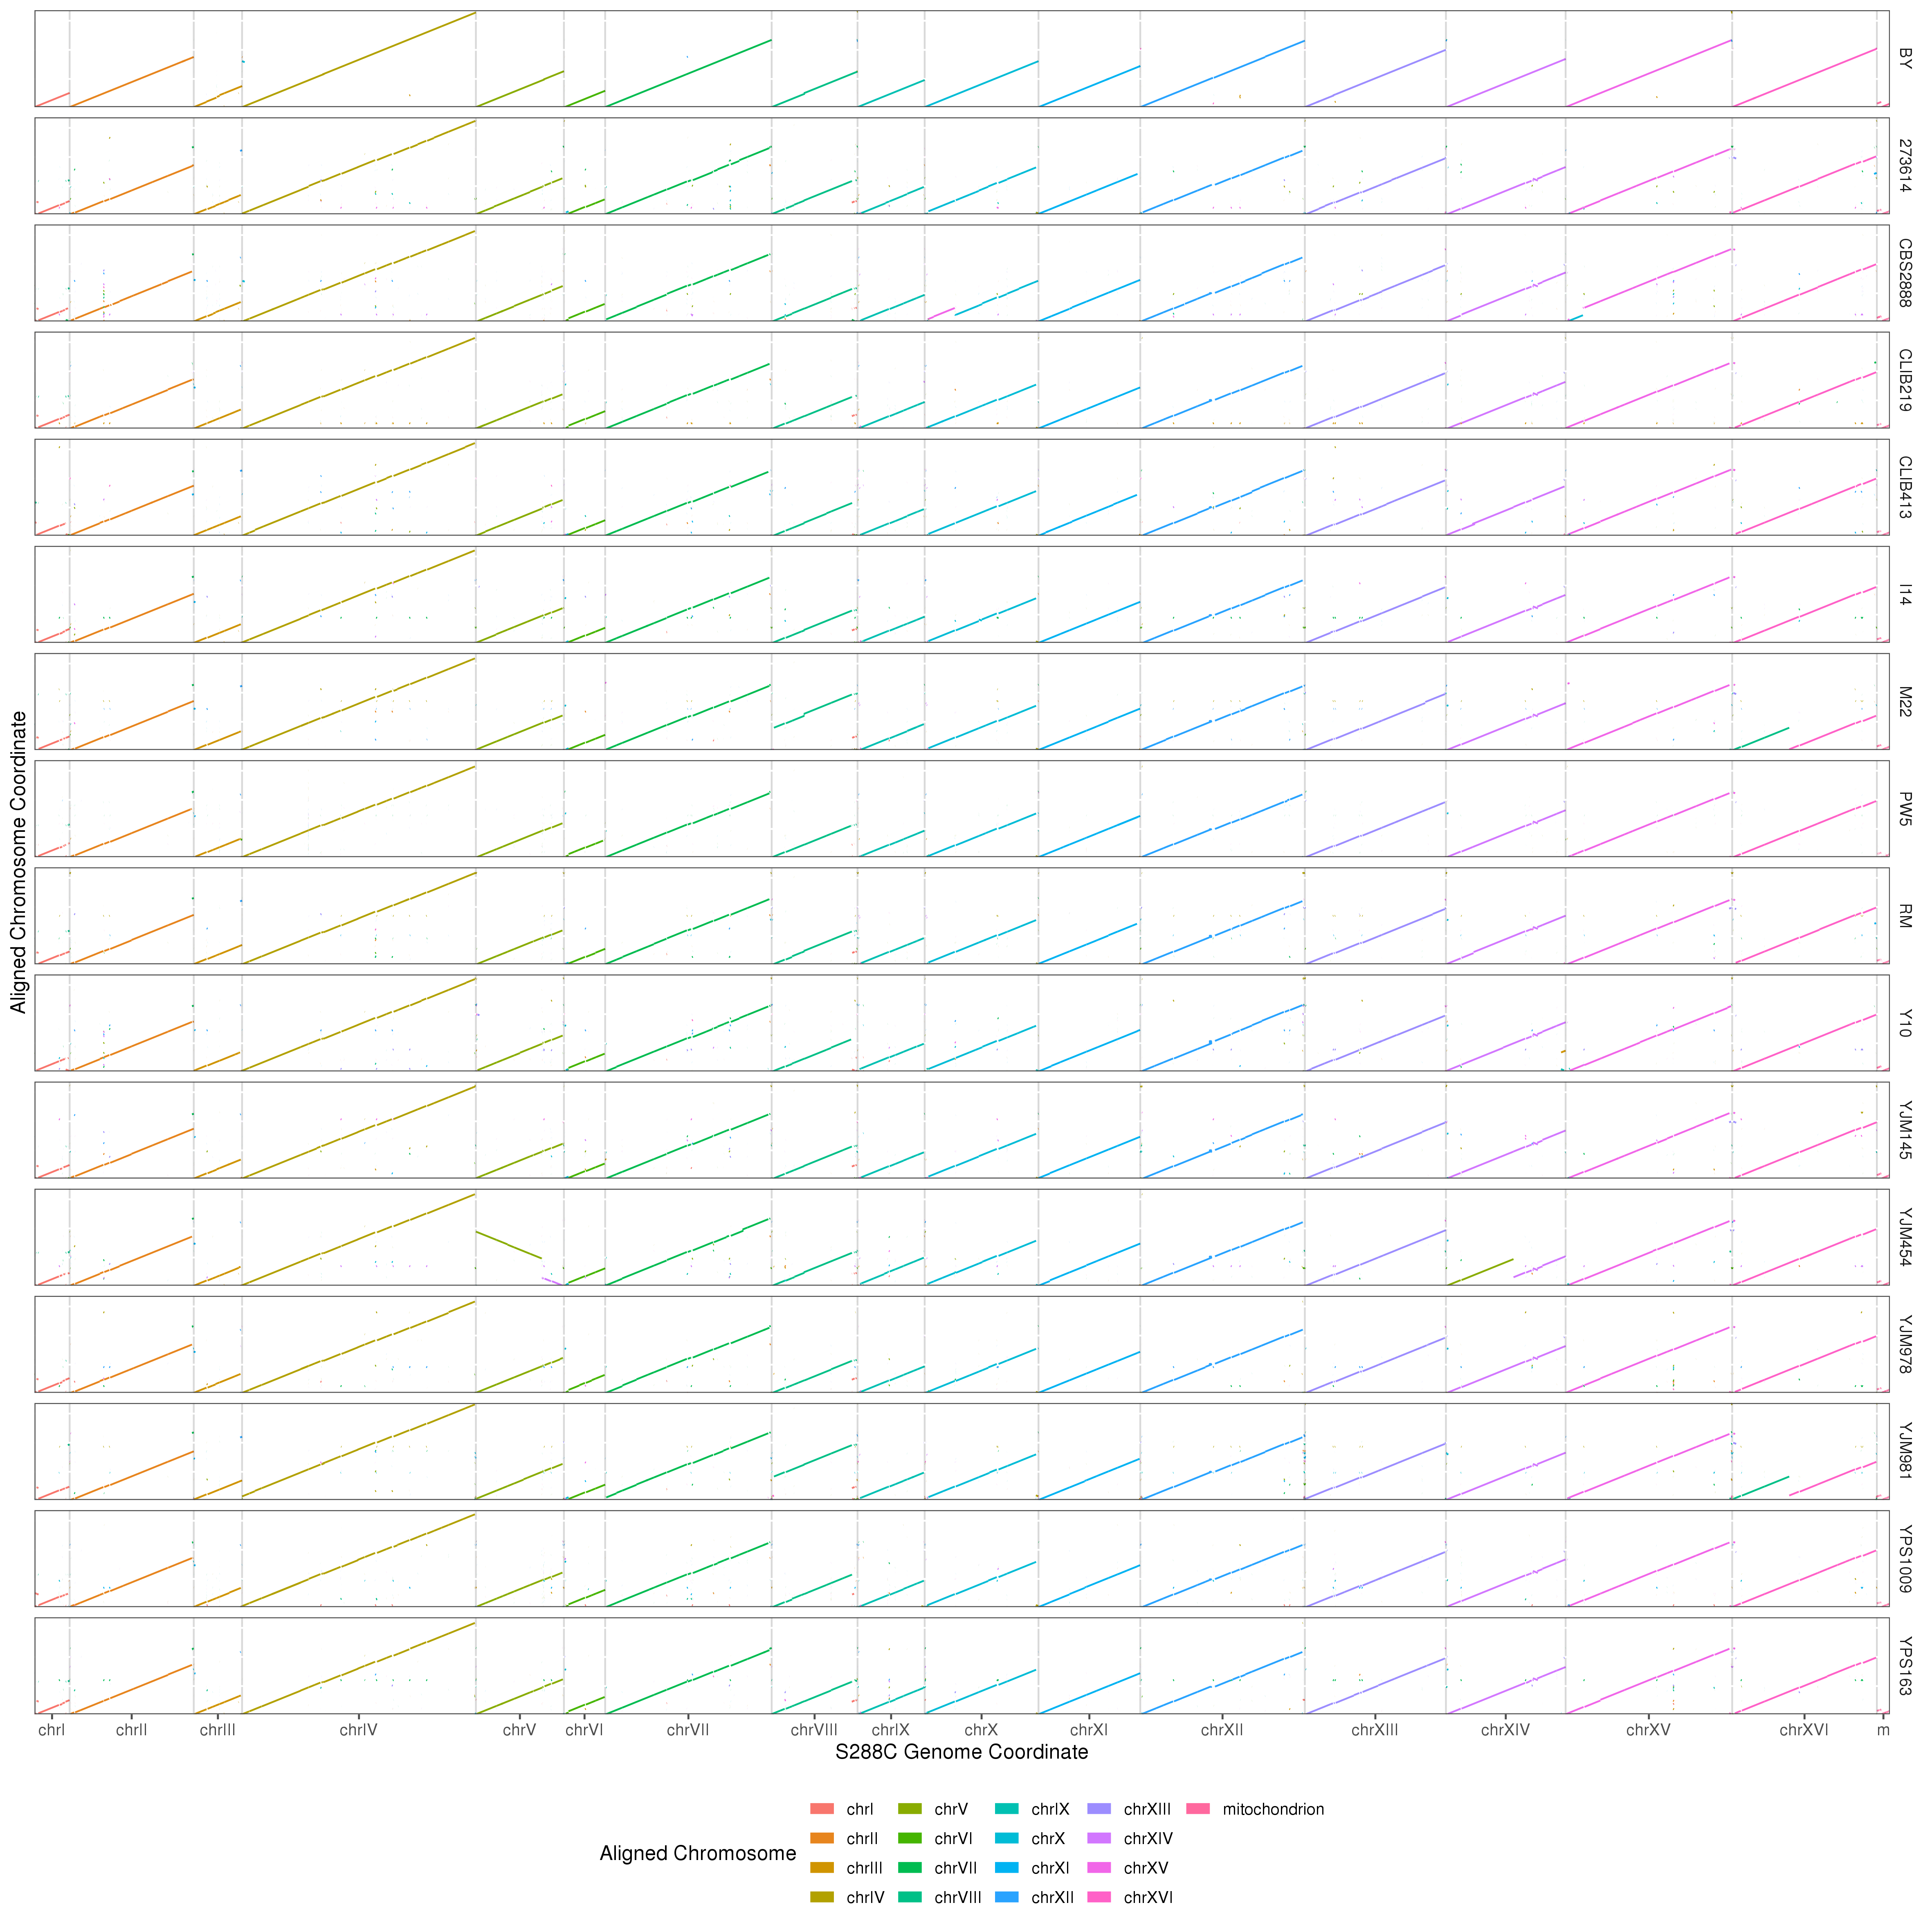 BY
273614
CBS2888
CLIB219
CLIB413
I14
M22
PW5
RM
Y10
YJM145
YJM454
YJM978
YJM981
YPS1009
YPS163
Aligned Chromosome Coordinate
chrI chrII chrIII chrIV chrV chrVI chrVII chrVIII chrIX chrX chrXI chrXII chrXIII chrXIV chrXV chrXVI m
S288C Genome Coordinate
Aligned Chromosome
chrI chrV chrIX chrXIII mitochondrion
chrII chrVI chrX chrXIV
chrIII chrVII chrXI chrXV
chrIV chrVIII chrXII chrXVI